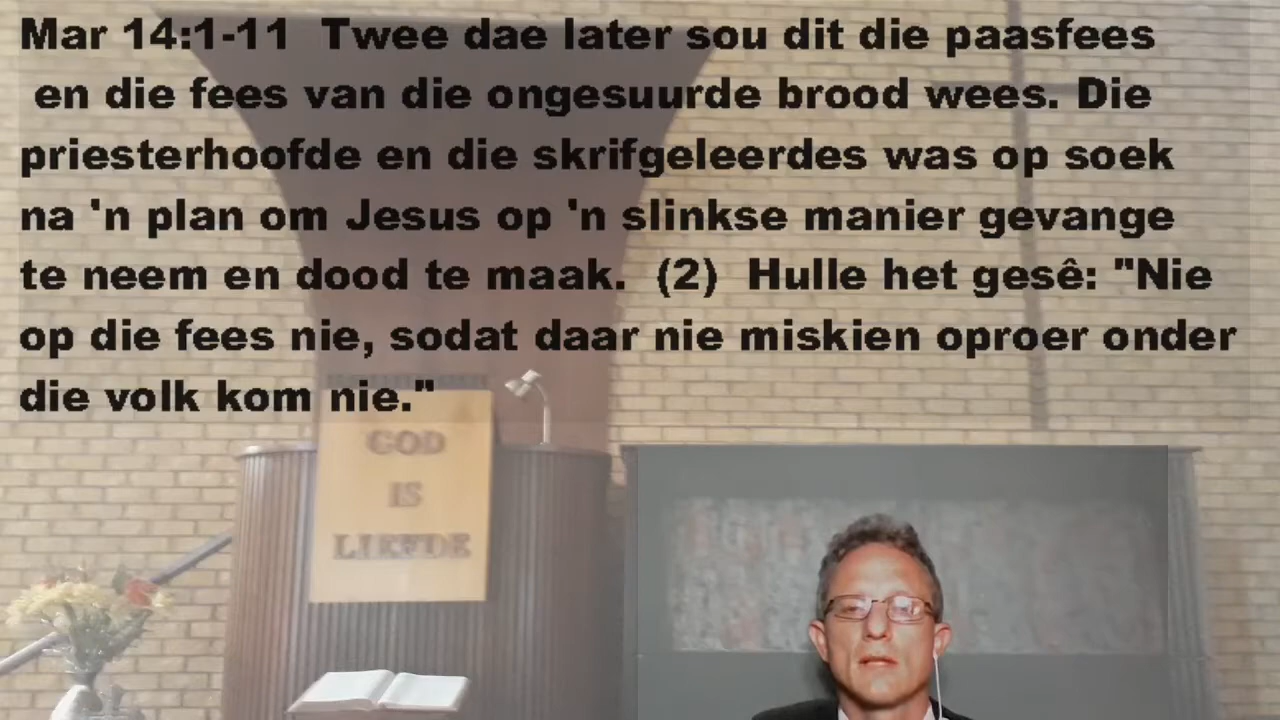 Mar 14:1-11 Twee dae later sou dit die paasfees
en die fees van die ongesuurde brood wees. Die
priesterhoofde en die skrifgeleerdes was op soek
na 'n plan om Jesus op 'n slinkse manier gevange
te neem en dood te maak. (2) Hulle het gesê: "Nie
op die fees nie, sodat daar nie miskien oproer onder
die volk kom nie."
GOD
IS
LIEFDE